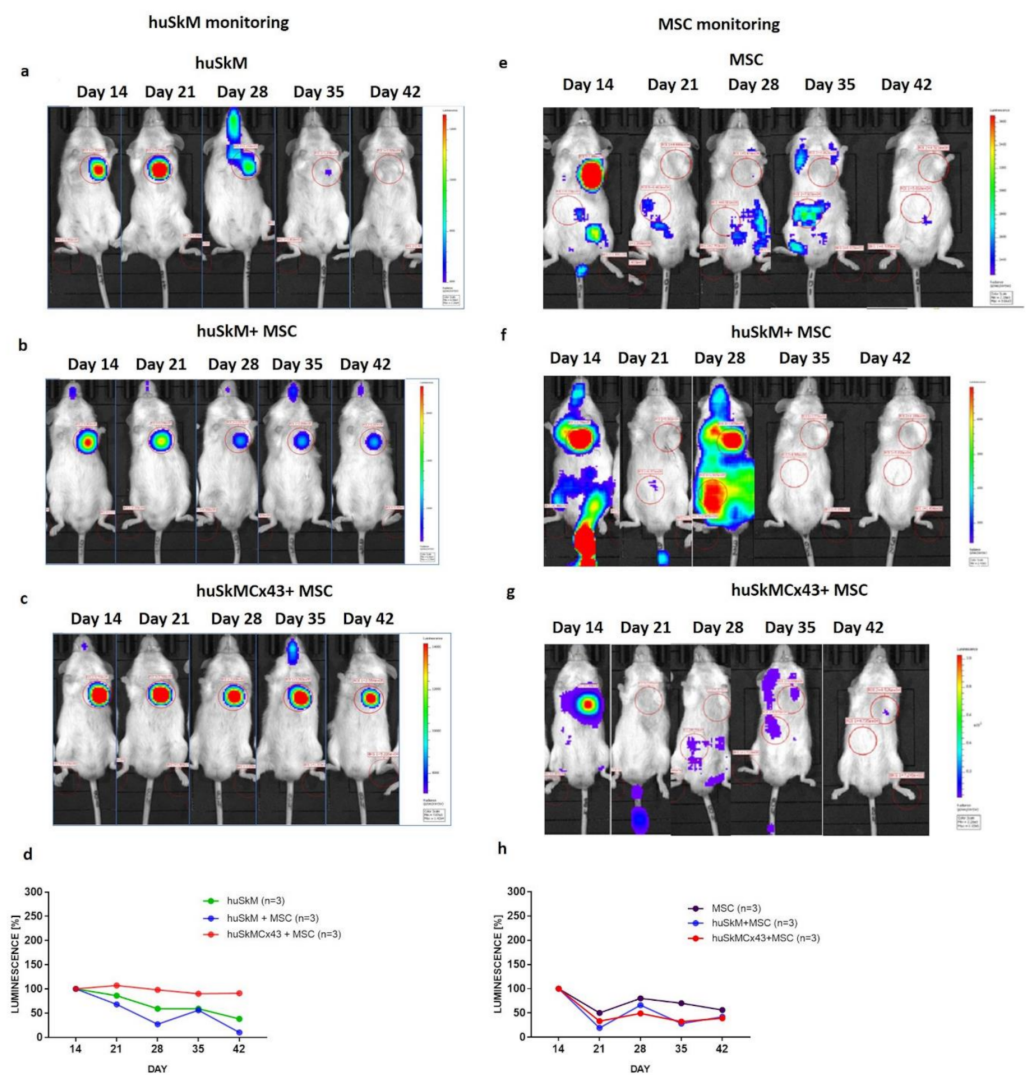 huSkM monitoring
MSC monitoring
a
huSkM
Day 14 Day 21 Day 28 Day 35 Day 42
e
MSC
Day 14 Day 21 Day 28 Day 35 Day 42
b
huSkM+ MSC
Day 14 Day 21 Day 28 Day 35 Day 42
f
huSkM+ MSC
Day 14 Day 21 Day 28 Day 35 Day 42
c
huSkMCx43+ MSC
Day 14 Day 21 Day 28 Day 35 Day 42
g
huSkMCx43+ MSC
Day 14 Day 21 Day 28 Day 35 Day 42
d
LUMINESCENCE [%]
300
250
200
150
100
50
0
huSkM (n=3)
huSkM + MSC (n=3)
huSkMCx43 + MSC (n=3)
14 21 28 35 42
DAY
h
LUMINESCENCE [%]
300
250
200
150
100
50
0
MSC (n=3)
huSkM+MSC (n=3)
huSkMCx43+MSC (n=3)
14 21 28 35 42
DAY